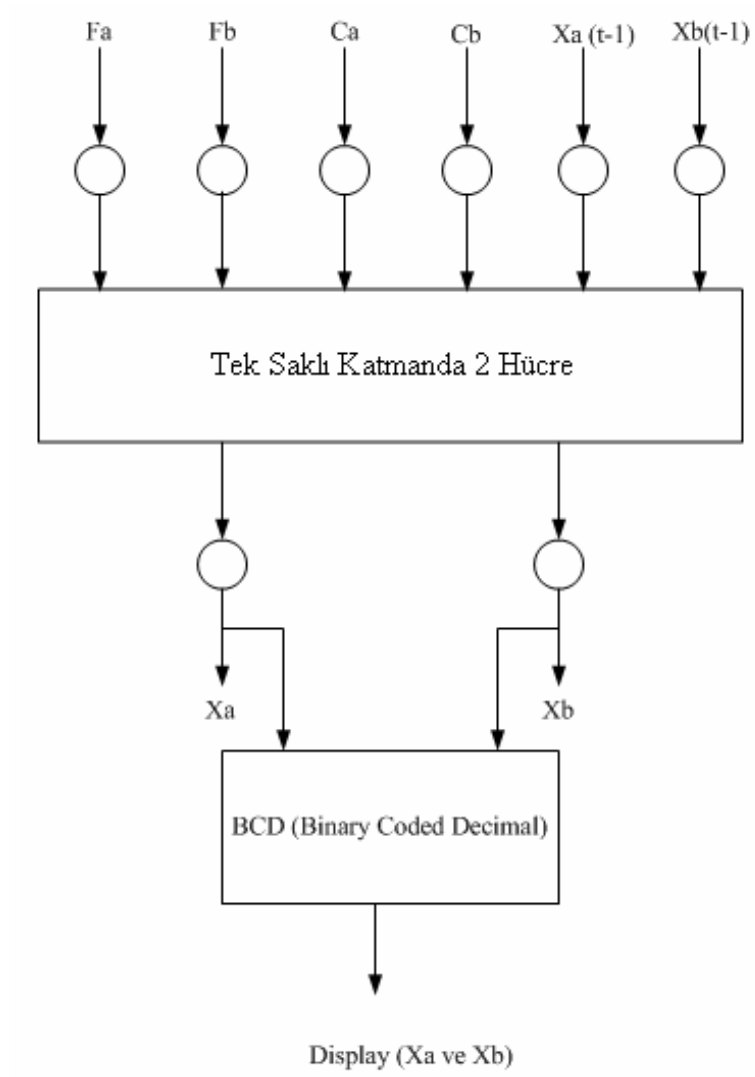 Fa Fb Ca Cb Xa (t-1) Xb(t-1)
Tek Saklı Katmanda 2 Hücre
Xa Xb
BCD (Binary Coded Decimal)
Display (Xa ve Xb)